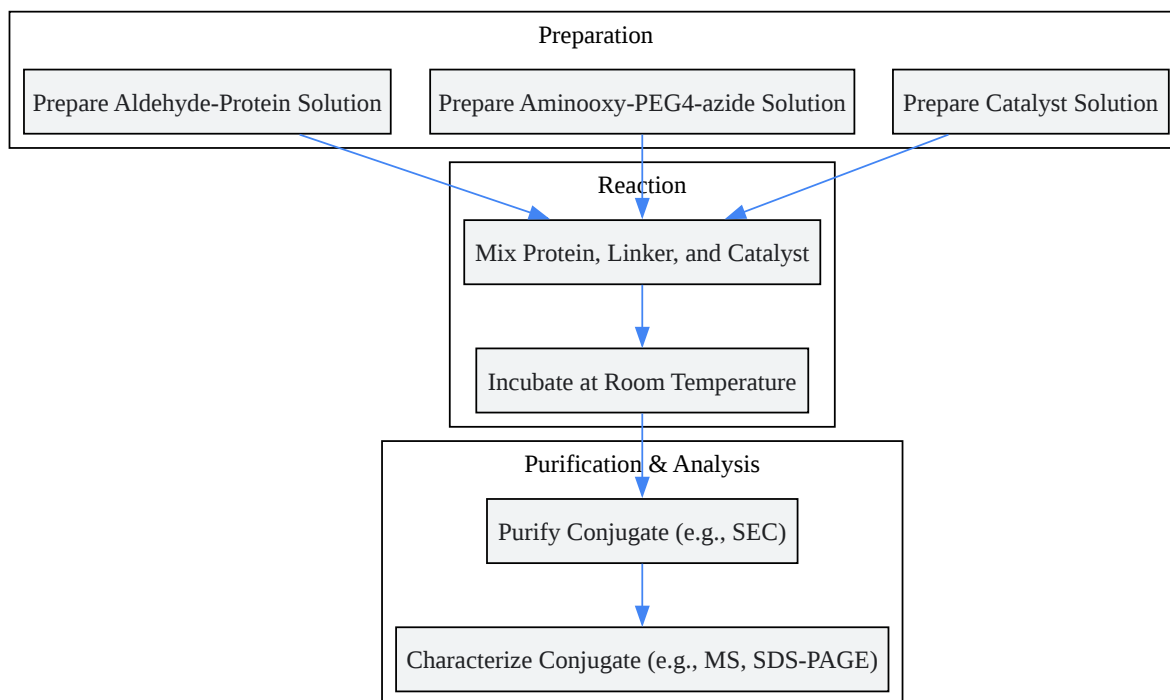 Preparation
Prepare Aldehyde-Protein Solution
Prepare Aminooxy-PEG4-azide Solution
Prepare Catalyst Solution
Reaction
Mix Protein, Linker, and Catalyst
Incubate at Room Temperature
Purification & Analysis
Purify Conjugate (e.g., SEC)
Characterize Conjugate (e.g., MS, SDS-PAGE)